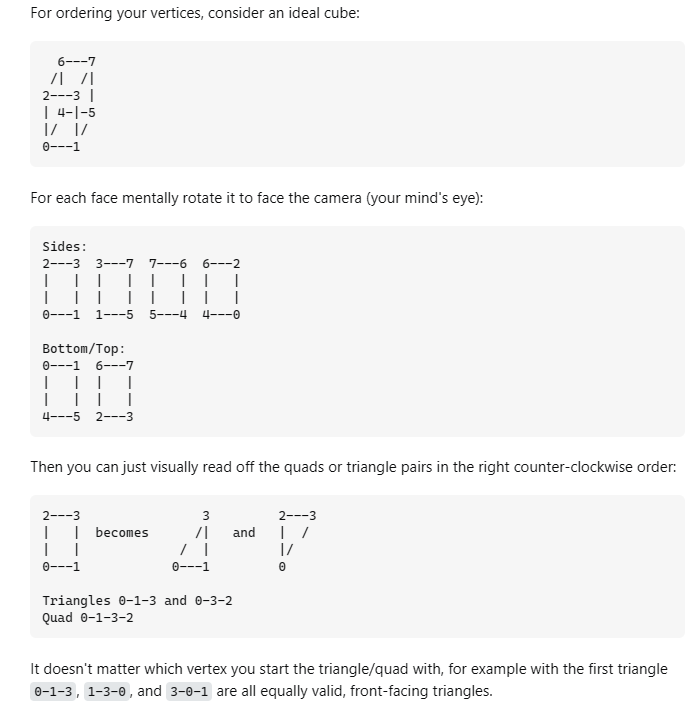 For ordering your vertices, consider an ideal cube:
  6---7
 /|  /|
2---3 |
| 4-|-5
|/  |/
0---1
For each face mentally rotate it to face the camera (your mind's eye):
Sides:
2---3  3---7  7---6  6---2
|   |  |   |  |   |  |   |
|   |  |   |  |   |  |   |
0---1  1---5  5---4  4---0
Bottom/Top:
0---1  6---7
|   |  |   |
|   |  |   |
4---5  2---3
Then you can just visually read off the quads or triangle pairs in the right counter-clockwise order:
2---3                3         2---3
|   |  becomes      /|   and   |  /
|   |              / |         |/
0---1             0---1        0
Triangles 0-1-3 and 0-3-2
Quad 0-1-3-2
It doesn't matter which vertex you start the triangle/quad with, for example with the first triangle
0-1-3, 1-3-0, and 3-0-1 are all equally valid, front-facing triangles.